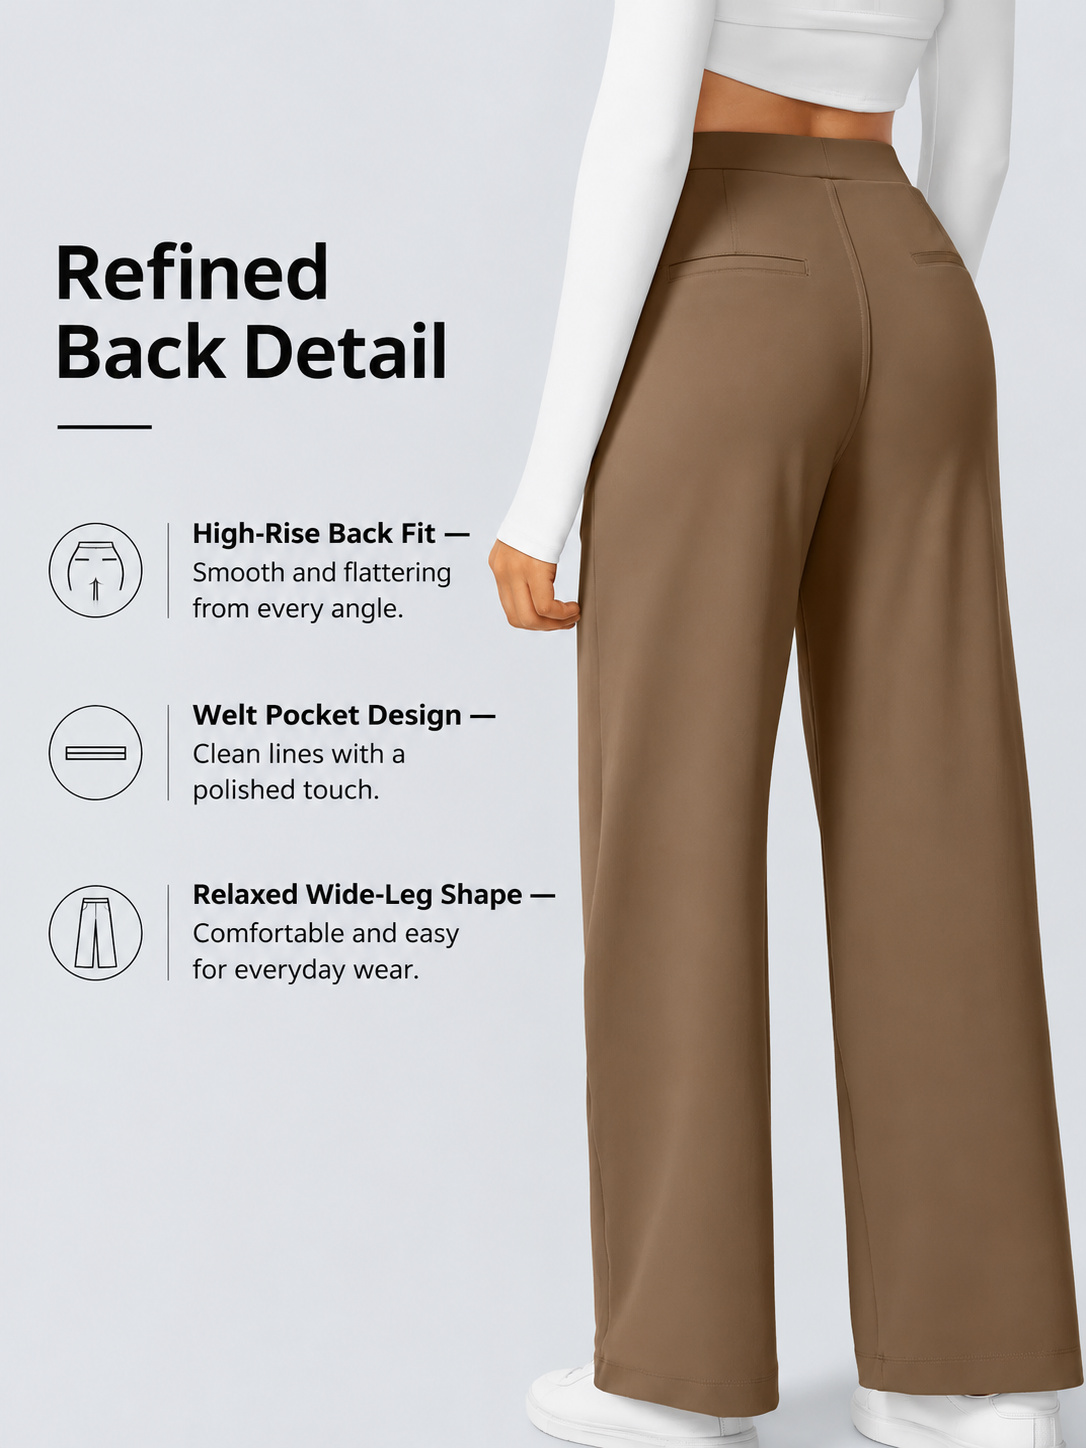 Refined
Back Detail
High-Rise Back Fit —
Smooth and flattering
from every angle.
Welt Pocket Design —
Clean lines with a
polished touch.
Relaxed Wide-Leg Shape —
Comfortable and easy
for everyday wear.